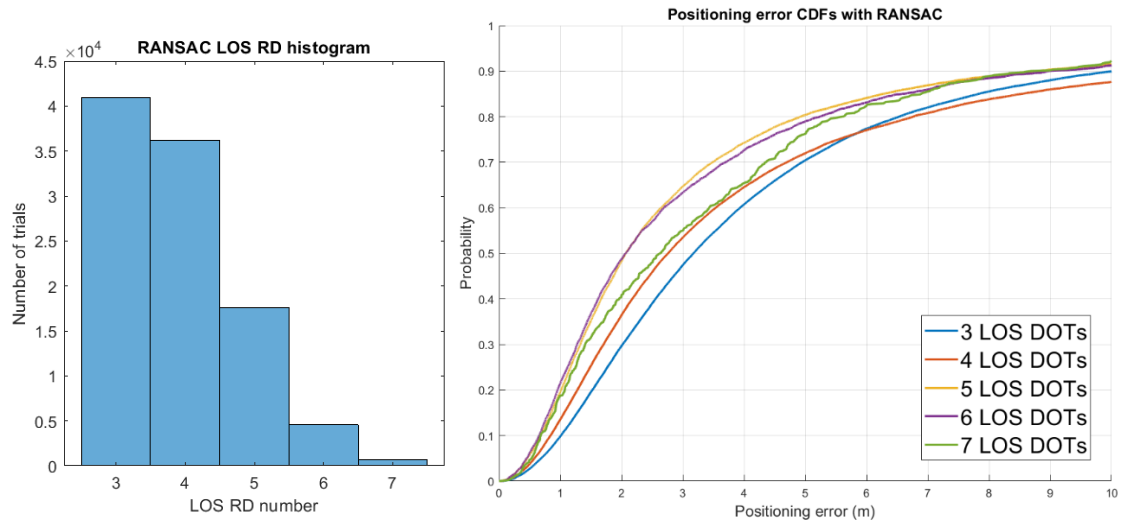 RANSAC LOS RD histogram
×10⁴
4.5
4
3.5
3
2.5
2
1.5
1
0.5
0
Number of trials
3 4 5 6 7
LOS RD number
Positioning error CDFs with RANSAC
1
0.9
0.8
0.7
0.6
0.5
0.4
0.3
0.2
0.1
0
Probability
0 1 2 3 4 5 6 7 8 9 10
Positioning error (m)
3 LOS DOTs
4 LOS DOTs
5 LOS DOTs
6 LOS DOTs
7 LOS DOTs